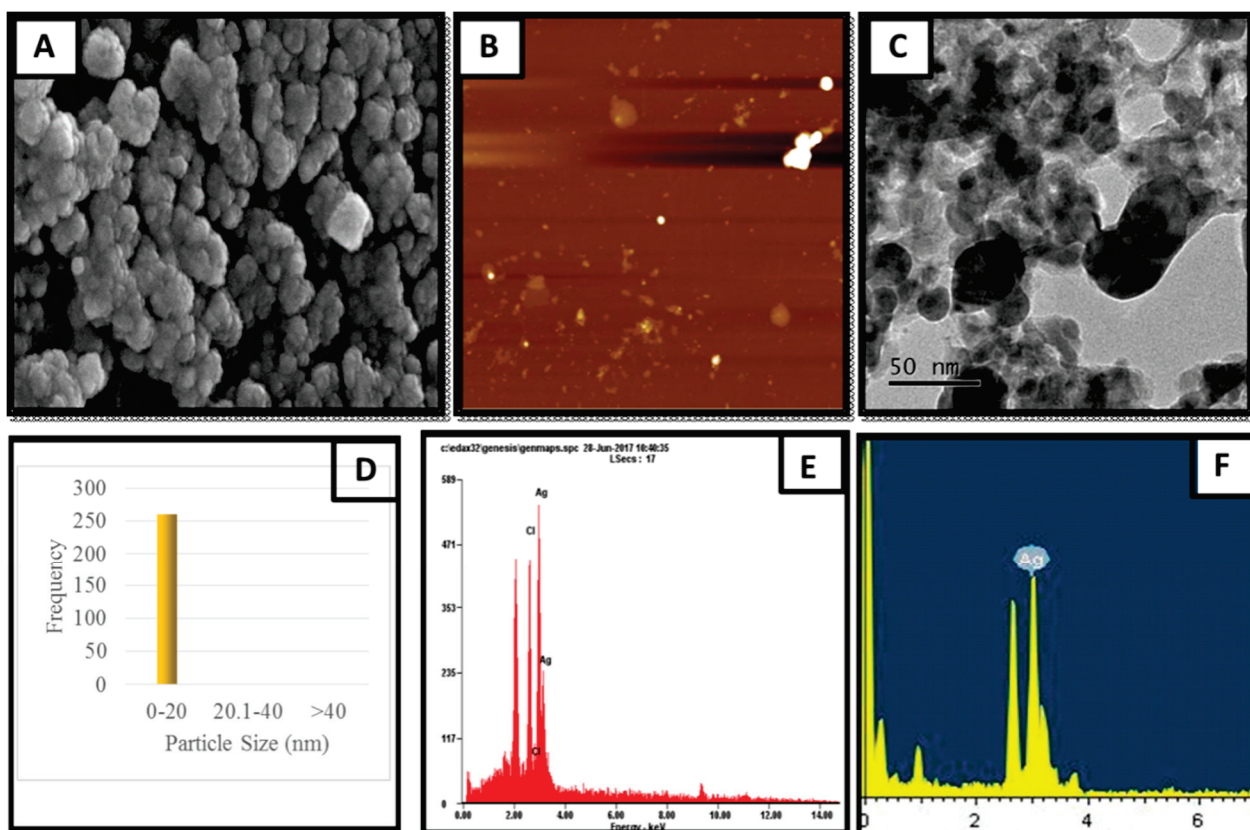 A
B
C
50 nm
D
300
250
200
150
100
50
0
Frequency
0-20 20.1-40 >40
Particle Size (nm)
E
c:\edax32\genesis\genmaps.spc 28-Jun-2017 10:40:35
LSecs : 17
589
471
353
235
117
0
Ag
Cl
Ag
Cl
0.00 2.00 4.00 6.00 8.00 10.00 12.00 14.00
Energy - keV
F
Ag
0 2 4 6